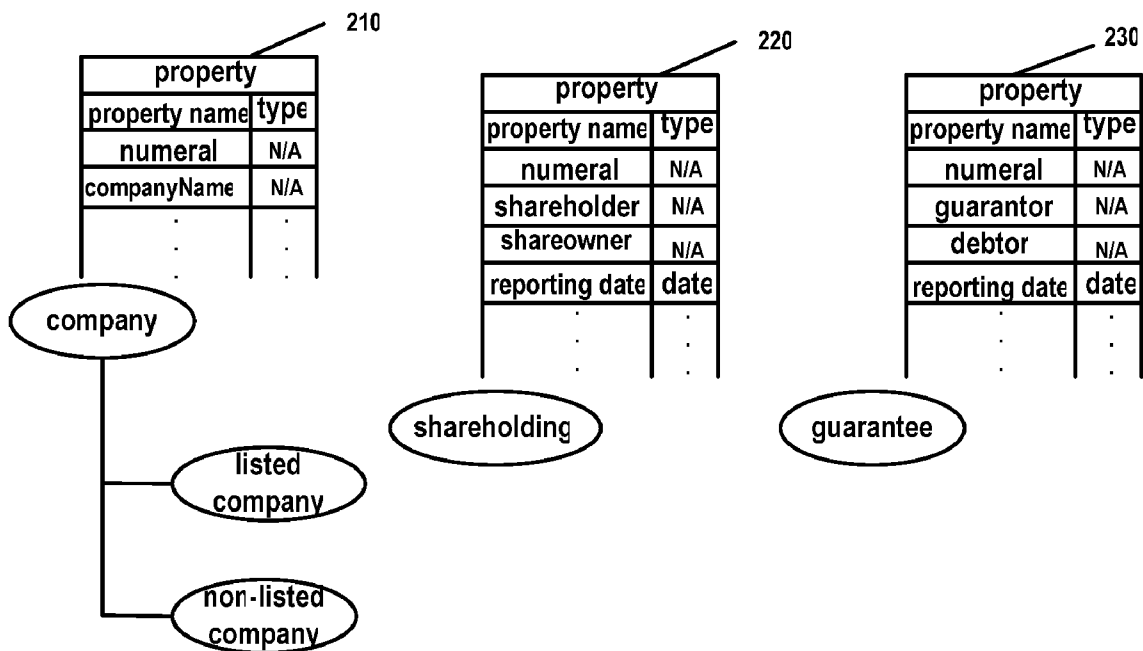 210
property
property name type
numeral N/A
companyName N/A
company
listed
company
non-listed
company
220
property
property name type
numeral N/A
shareholder N/A
shareowner N/A
reporting date date
shareholding
230
property
property name type
numeral N/A
guarantor N/A
debtor N/A
reporting date date
guarantee